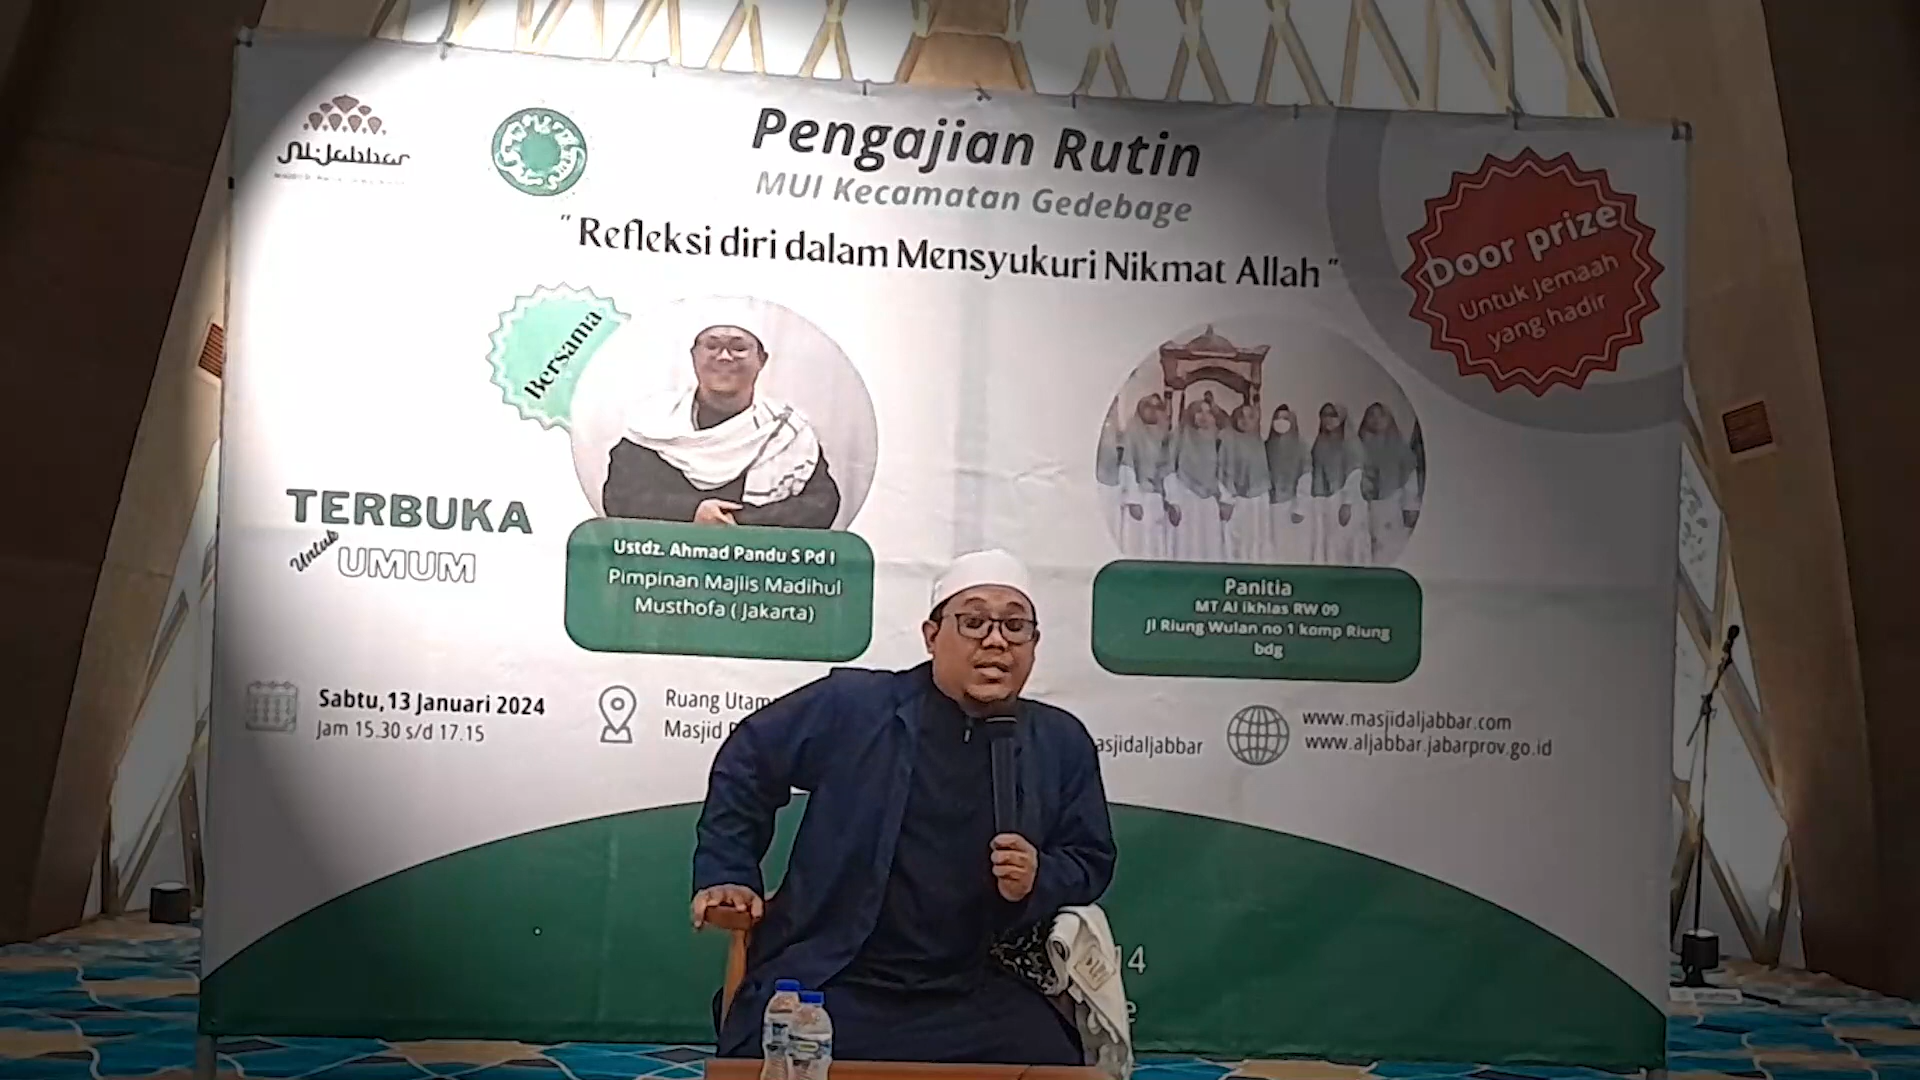 Al-Jabbar
Pengajian Rutin
MUI Kecamatan Gedebage
" Refleksi diri dalam Mensyukuri Nikmat Allah "
Door prize
Untuk Jemaah
yang hadir
Bersama
TERBUKA
Untuk
UMUM
Ustdz. Ahmad Pandu S Pd I
Pimpinan Majlis Madihul
Musthofa ( Jakarta)
Panitia
MT Al ikhlas RW 09
Jl Riung Wulan no 1 komp Riung
bdg
Sabtu,13 Januari 2024
Jam 15.30 s/d 17.15
Ruang
Masjid
asjidaljabbar
www.masjidaljabbar.com
www.aljabbar.jabarprov.go.id
14